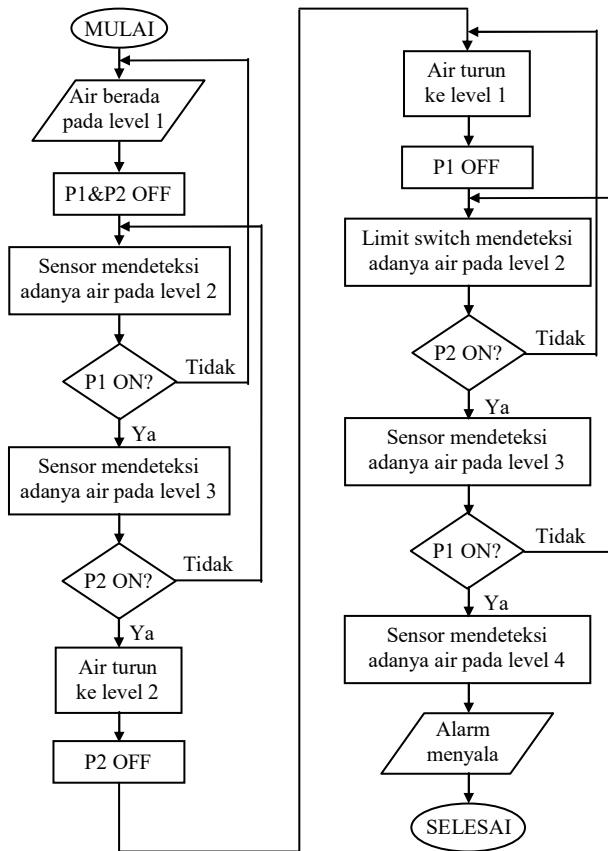 MULAI
Air berada
pada level 1
P1&P2 OFF
Sensor mendeteksi
adanya air pada level 2
P1 ON?
Tidak
Ya
Sensor mendeteksi
adanya air pada level 3
P2 ON?
Tidak
Ya
Air turun
ke level 2
P2 OFF
Air turun
ke level 1
P1 OFF
Limit switch mendeteksi
adanya air pada level 2
P2 ON?
Tidak
Ya
Sensor mendeteksi
adanya air pada level 3
P1 ON?
Tidak
Ya
Sensor mendeteksi
adanya air pada level 4
Alarm
menyala
SELESAI